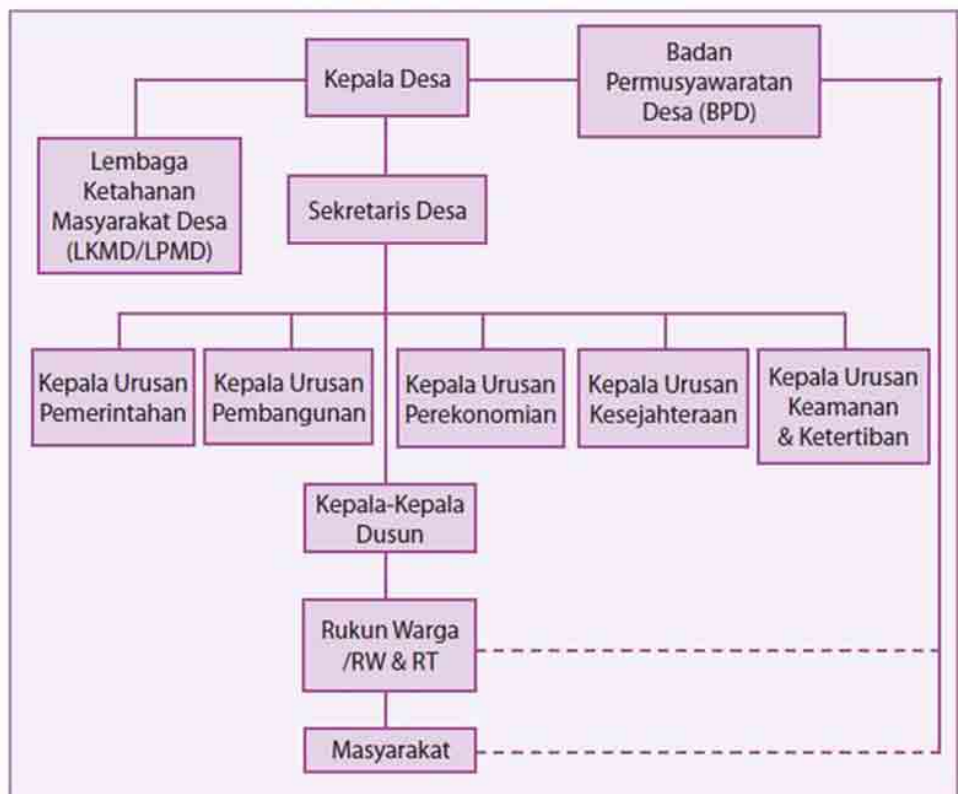 Kepala Desa
Badan
Permusyawaratan
Desa (BPD)
Lembaga
Ketahanan
Masyarakat Desa
(LKMD/LPMD)
Sekretaris Desa
Kepala Urusan
Pemerintahan
Kepala Urusan
Pembangunan
Kepala Urusan
Perekonomian
Kepala Urusan
Kesejahteraan
Kepala Urusan
Keamanan
& Ketertiban
Kepala-Kepala
Dusun
Rukun Warga
/RW & RT
Masyarakat